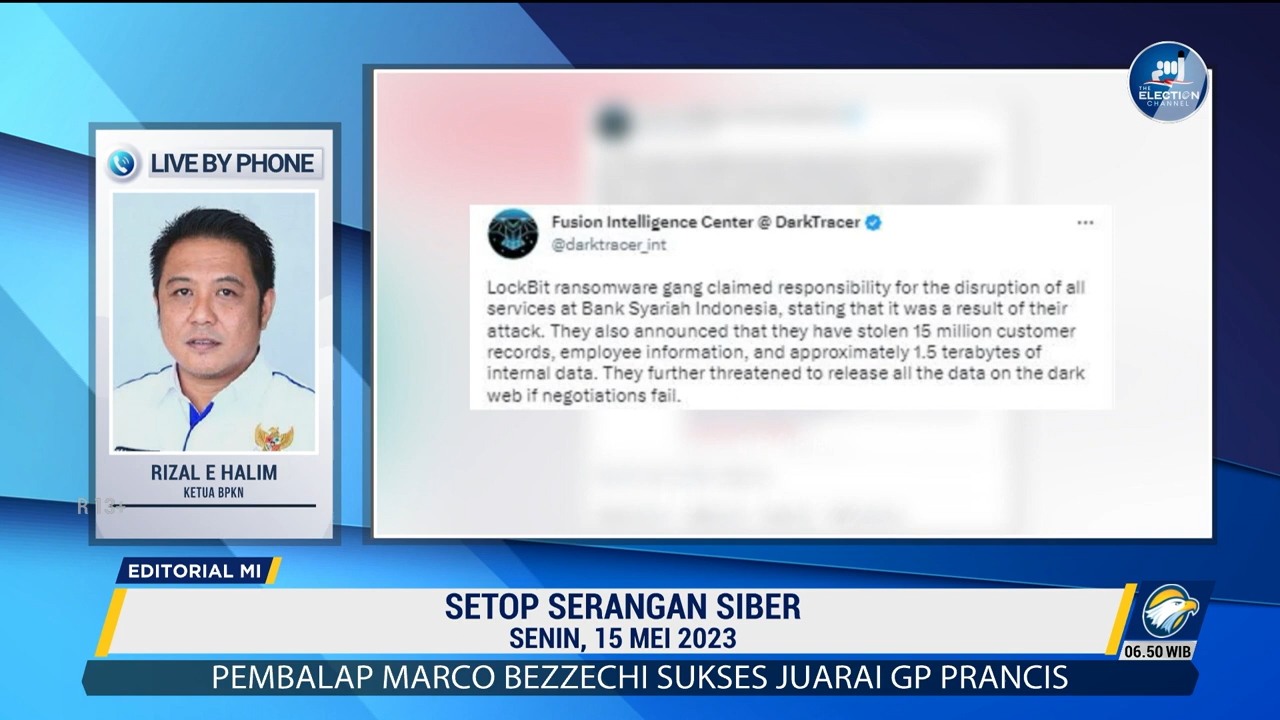 THE
ELECTION
CHANNEL
LIVE BY PHONE
RIZAL E HALIM
KETUA BPKN
R 13+
Fusion Intelligence Center @ DarkTracer
@darktracer_int
LockBit ransomware gang claimed responsibility for the disruption of all
services at Bank Syariah Indonesia, stating that it was a result of their
attack. They also announced that they have stolen 15 million customer
records, employee information, and approximately 1.5 terabytes of
internal data. They further threatened to release all the data on the dark
web if negotiations fail.
EDITORIAL MI
SETOP SERANGAN SIBER
SENIN, 15 MEI 2023
06.50 WIB
PEMBALAP MARCO BEZZECHI SUKSES JUARAI GP PRANCIS